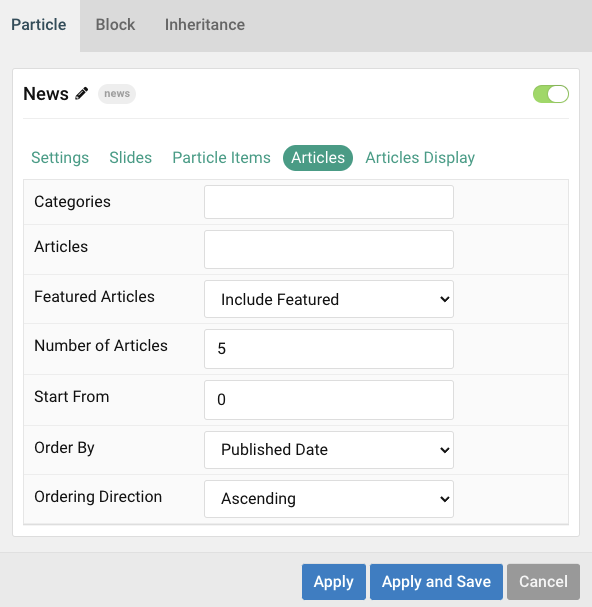 Particle Block Inheritance
News news
Settings Slides Particle Items Articles Articles Display
Categories
Articles
Featured Articles Include Featured
Number of Articles 5
Start From 0
Order By Published Date
Ordering Direction Ascending
Apply Apply and Save Cancel